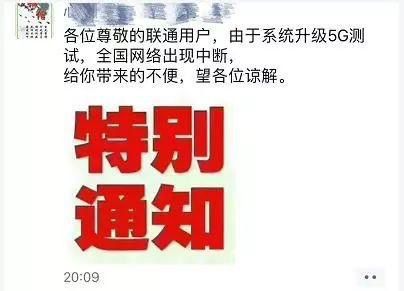 各位尊敬的联通用户，由于系统升级5G测
试，全国网络出现中断，
给你带来的不便，望各位谅解。
特别
通知
20:09